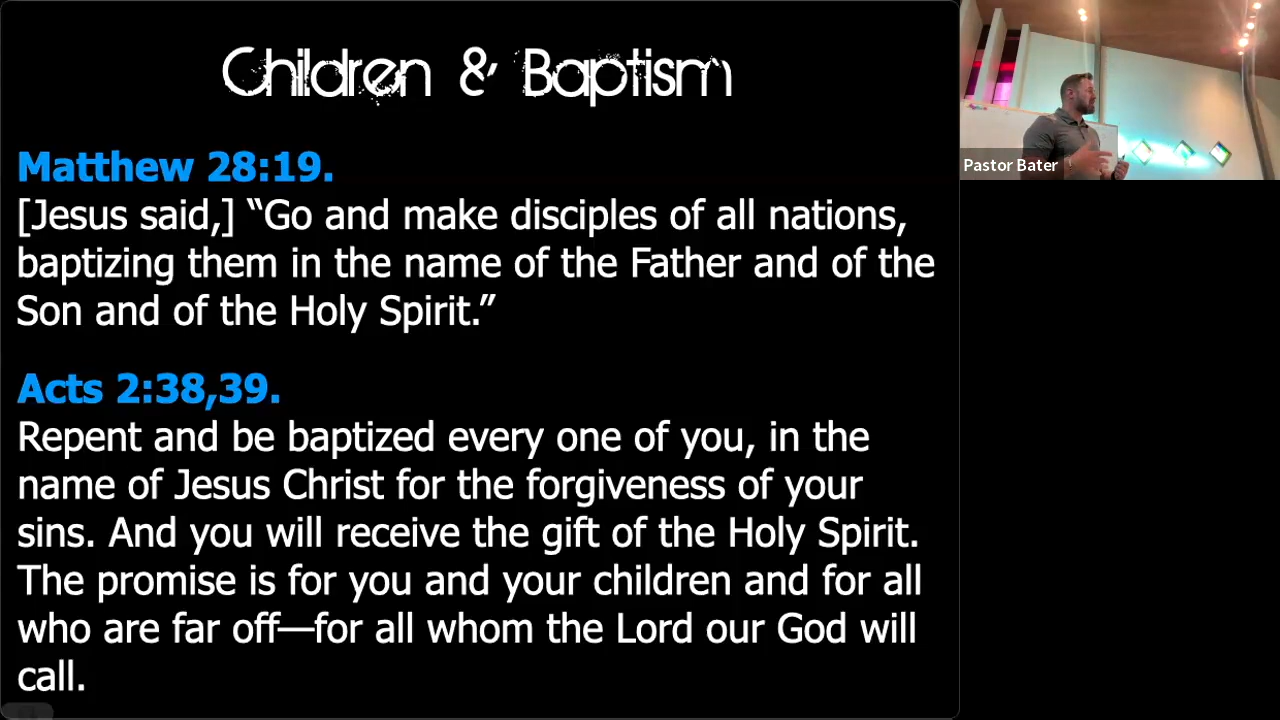 Children & Baptism
Matthew 28:19.
[Jesus said,] “Go and make disciples of all nations,
baptizing them in the name of the Father and of the
Son and of the Holy Spirit.”
Acts 2:38,39.
Repent and be baptized every one of you, in the
name of Jesus Christ for the forgiveness of your
sins. And you will receive the gift of the Holy Spirit.
The promise is for you and your children and for all
who are far off—for all whom the Lord our God will
call.
Pastor Bater